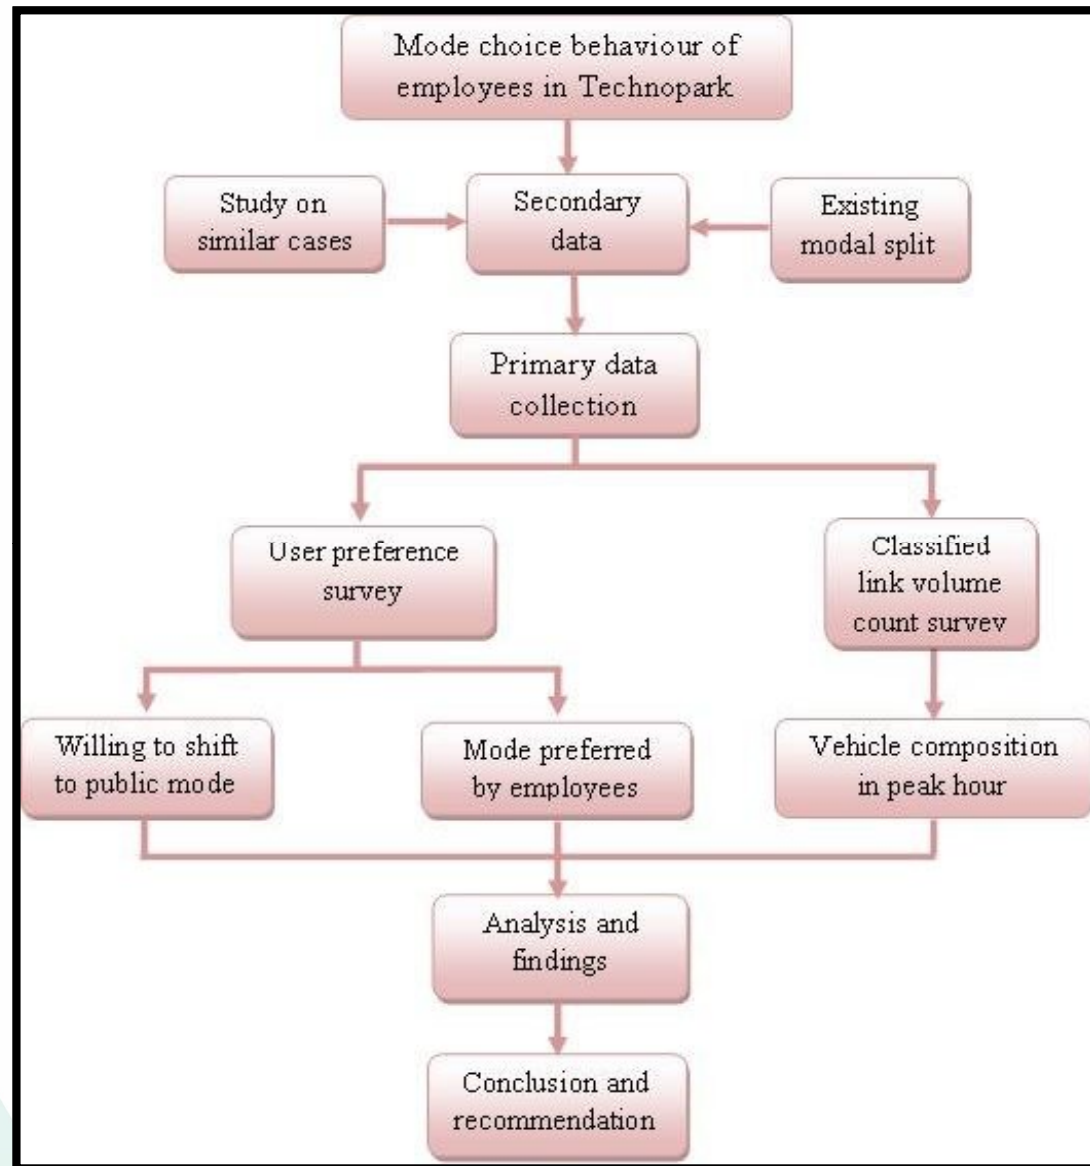 Mode choice behaviour of
employees in Technopark
Study on
similar cases
Secondary
data
Existing
modal split
Primary data
collection
User preference
survey
Classified
link volume
count survev
Willing to shift
to public mode
Mode preferred
by employees
Vehicle composition
in peak hour
Analysis and
findings
Conclusion and
recommendation